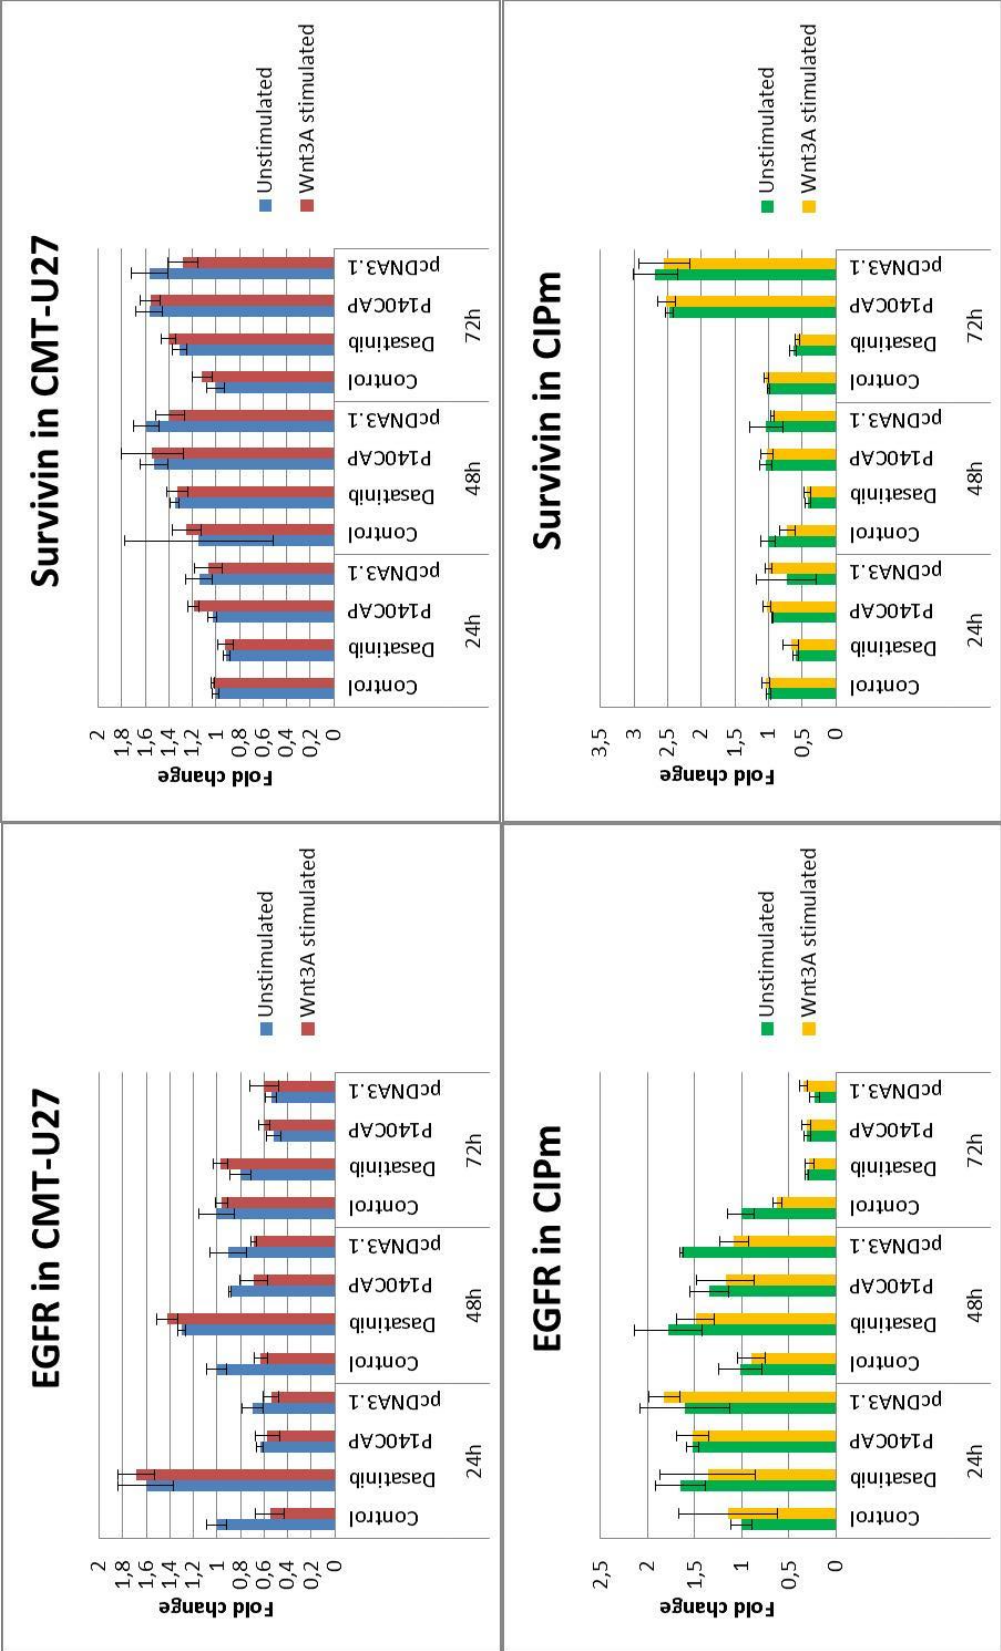 EGFR in CMT-U27
Fold change
2
1,8
1,6
1,4
1,2
1
0,8
0,6
0,4
0,2
0
Unstimulated
Wnt3A stimulated
Control Dasatinib P140CAP pcDNA3.1 Control Dasatinib P140CAP pcDNA3.1 Control Dasatinib P140CAP pcDNA3.1
24h 48h 72h
Survivin in CMT-U27
Fold change
2
1,8
1,6
1,4
1,2
1
0,8
0,6
0,4
0,2
0
Unstimulated
Wnt3A stimulated
Control Dasatinib P140CAP pcDNA3.1 Control Dasatinib P140CAP pcDNA3.1 Control Dasatinib P140CAP pcDNA3.1
24h 48h 72h
EGFR in CIPm
Fold change
2,5
2
1,5
1
0,5
0
Unstimulated
Wnt3A stimulated
Control Dasatinib P140CAP pcDNA3.1 Control Dasatinib P140CAP pcDNA3.1 Control Dasatinib P140CAP pcDNA3.1
24h 48h 72h
Survivin in CIPm
Fold change
3,5
3
2,5
2
1,5
1
0,5
0
Unstimulated
Wnt3A stimulated
Control Dasatinib P140CAP pcDNA3.1 Control Dasatinib P140CAP pcDNA3.1 Control Dasatinib P140CAP pcDNA3.1
24h 48h 72h